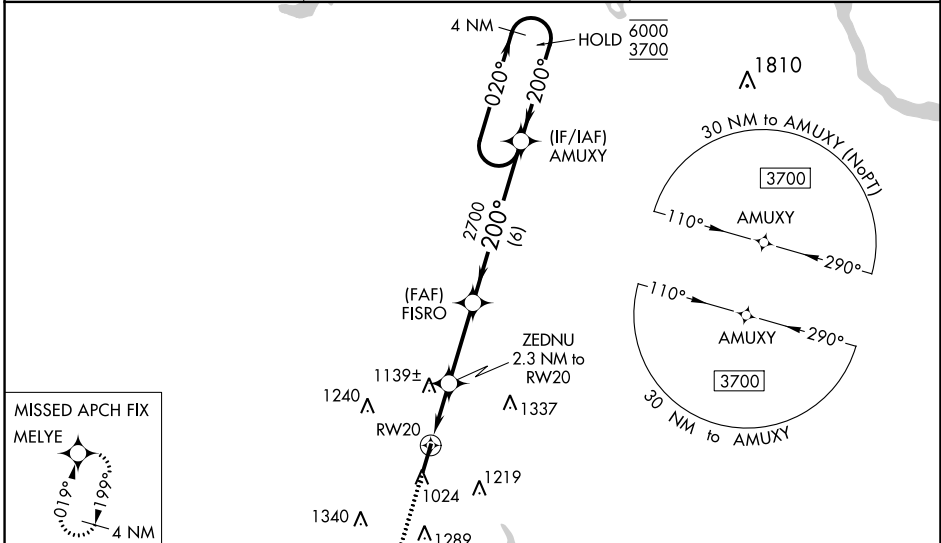 4 NM
HOLD
6000
3700
020°
200°
(IF/IAF)
AMUXY
2700
200°
(6)
(FAF)
FISRO
ZEDNU
2.3 NM to
RW20
1139±
1240
1337
RW20
1024
1219
1340
1289
1810
30 NM to AMUXY (NoPT)
3700
110°
AMUXY
290°
110°
AMUXY
290°
3700
30 NM to AMUXY
MISSED APCH FIX
MELYE
019°
199°
4 NM